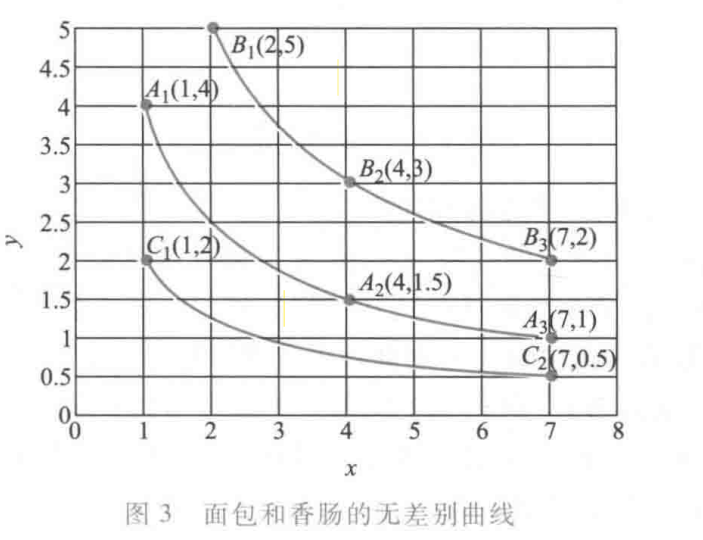 5
B₁(2,5)
4.5
A₁(1,4)
4
3.5
B₂(4,3)
3
2.5
B₃(7,2)
C₁(1,2)
2
y
A₂(4,1.5)
1.5
A₃(7,1)
1
C₂(7,0.5)
0.5
0
0 1 2 3 4 5 6 7 8
x
图 3 面包和香肠的无差别曲线